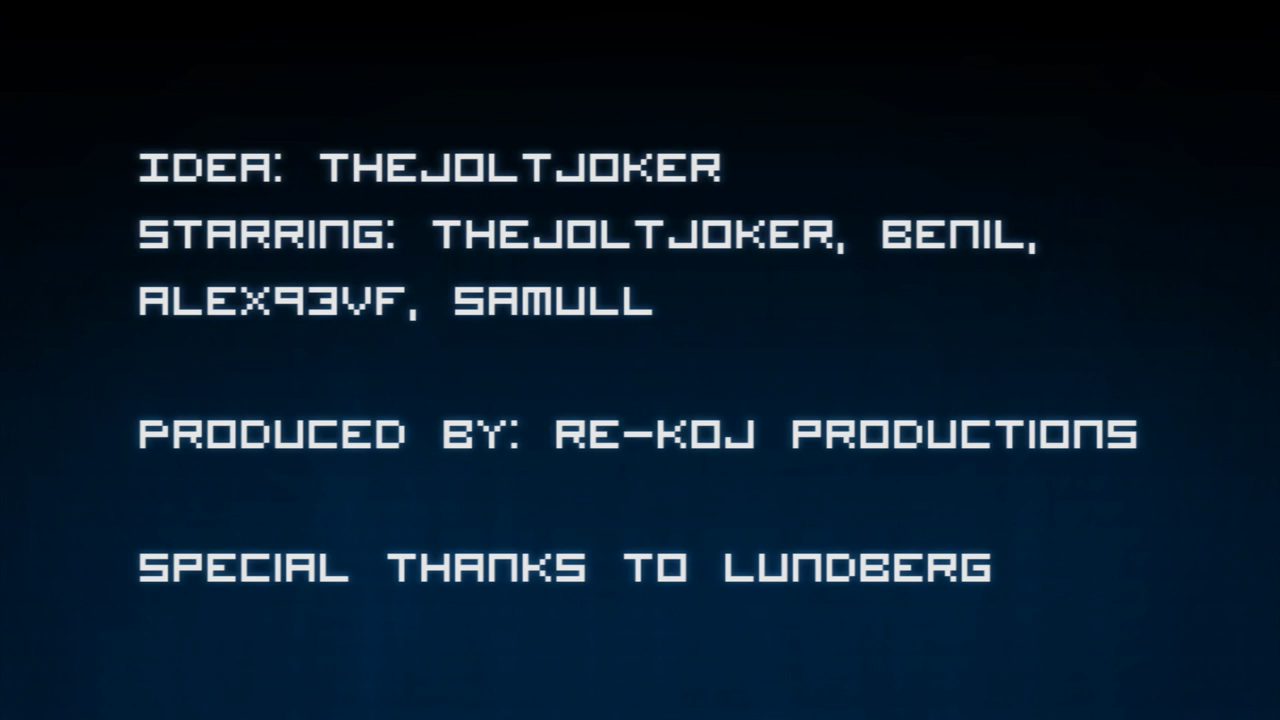 IDEA: THEJOLTJOKER
STARRING: THEJOLTJOKER, BENIL,
ALEX93VF, SAMULL
PRODUCED BY: RE-KOJ PRODUCTIONS
SPECIAL THANKS TO LUNDBERG